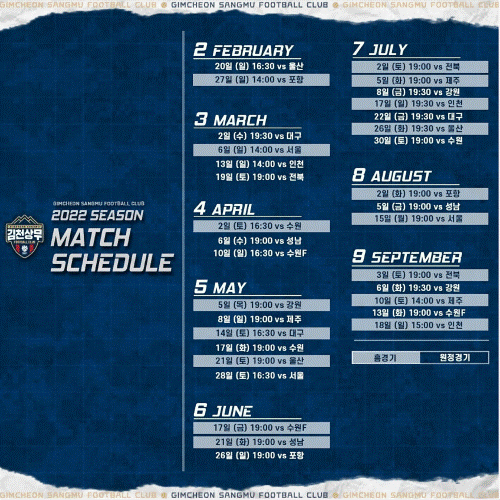 GIMCHEON SANGMU FOOTBALL CLUB GIMCHEON SANGMU FOOTBALL CLUB
GIMCHEON SANGMU FOOTBALL CLUB
2022 SEASON
MATCH
SCHEDULE
김천상무
2 FEBRUARY
20일 (일) 16:30 vs 울산
27일 (일) 14:00 vs 포항
3 MARCH
2일 (수) 19:30 vs 대구
6일 (일) 14:00 vs 서울
13일 (일) 14:00 vs 인천
19일 (토) 19:00 vs 전북
4 APRIL
2일 (토) 16:30 vs 수원
6일 (수) 19:00 vs 성남
10일 (일) 16:30 vs 수원F
5 MAY
5일 (목) 19:00 vs 강원
8일 (일) 19:00 vs 제주
14일 (토) 16:30 vs 대구
17일 (화) 19:00 vs 수원
21일 (토) 19:00 vs 울산
28일 (토) 16:30 vs 서울
6 JUNE
17일 (금) 19:00 vs 수원F
21일 (화) 19:00 vs 성남
26일 (일) 19:00 vs 포항
7 JULY
2일 (토) 19:00 vs 전북
5일 (화) 19:00 vs 제주
8일 (금) 19:30 vs 강원
17일 (일) 19:30 vs 인천
22일 (금) 19:30 vs 대구
26일 (화) 19:30 vs 울산
30일 (토) 19:00 vs 수원
8 AUGUST
2일 (화) 19:00 vs 포항
5일 (금) 19:00 vs 성남
15일 (월) 19:00 vs 서울
9 SEPTEMBER
3일 (토) 19:00 vs 전북
6일 (화) 19:30 vs 강원
10일 (토) 14:00 vs 제주
13일 (화) 19:00 vs 수원F
18일 (일) 15:00 vs 인천
홈경기 원정경기
GIMCHEON SANGMU FOOTBALL CLUB GIMCHEON SANGMU FOOTBALL CLUB